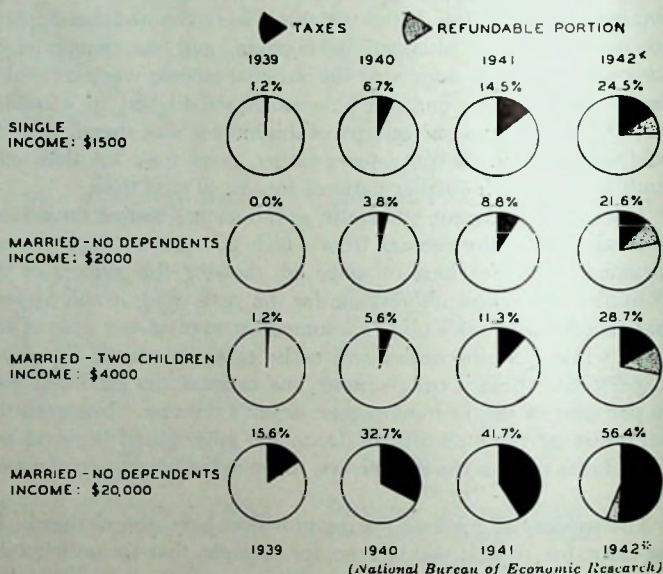 TAXES REFUNDABLE PORTION
1939 1940 1941 1942*
SINGLE
INCOME: $1500
1.2% 6.7% 14.5% 24.5%
MARRIED-NO DEPENDENTS
INCOME: $2000
0.0% 3.8% 8.8% 21.6%
MARRIED - TWO CHILDREN
INCOME: $4000
1.2% 5.6% 11.3% 28.7%
MARRIED-NO DEPENDENTS
INCOME: $20,000
15.6% 32.7% 41.7% 56.4%
1939 1940 1941 1942*
(National Bureau of Economic Research)